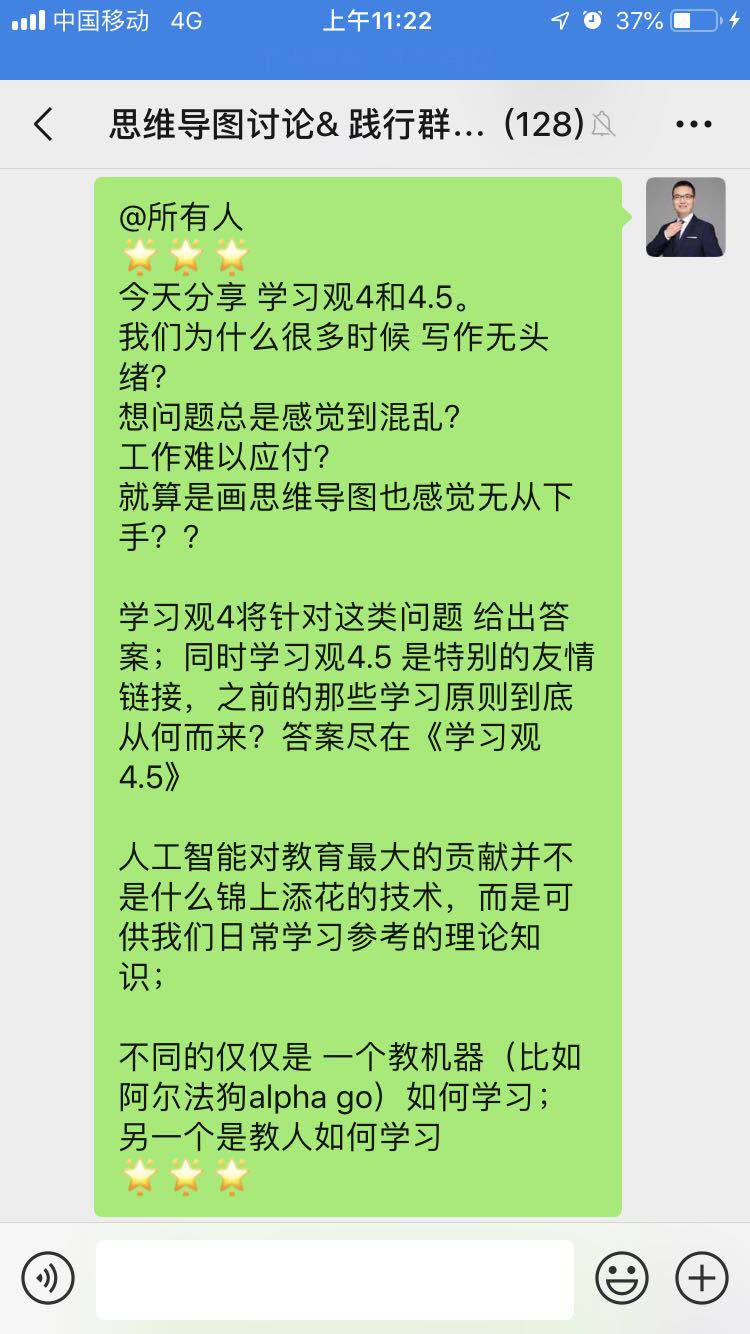 中国移动 4G 上午11:22 37%
思维导图讨论& 践行群... (128)
@所有人
🌟🌟🌟
今天分享 学习观4和4.5。
我们为什么很多时候 写作无头
绪?
想问题总是感觉到混乱?
工作难以应付?
就算是画思维导图也感觉无从下
手? ?
学习观4将针对这类问题 给出答
案；同时学习观4.5 是特别的友情
链接，之前的那些学习原则到底
从何而来？答案尽在《学习观
4.5》
人工智能对教育最大的贡献并不
是什么锦上添花的技术，而是可
供我们日常学习参考的理论知
识；
不同的仅仅是 一个教机器（比如
阿尔法狗alpha go）如何学习；
另一个是教人如何学习
🌟🌟🌟